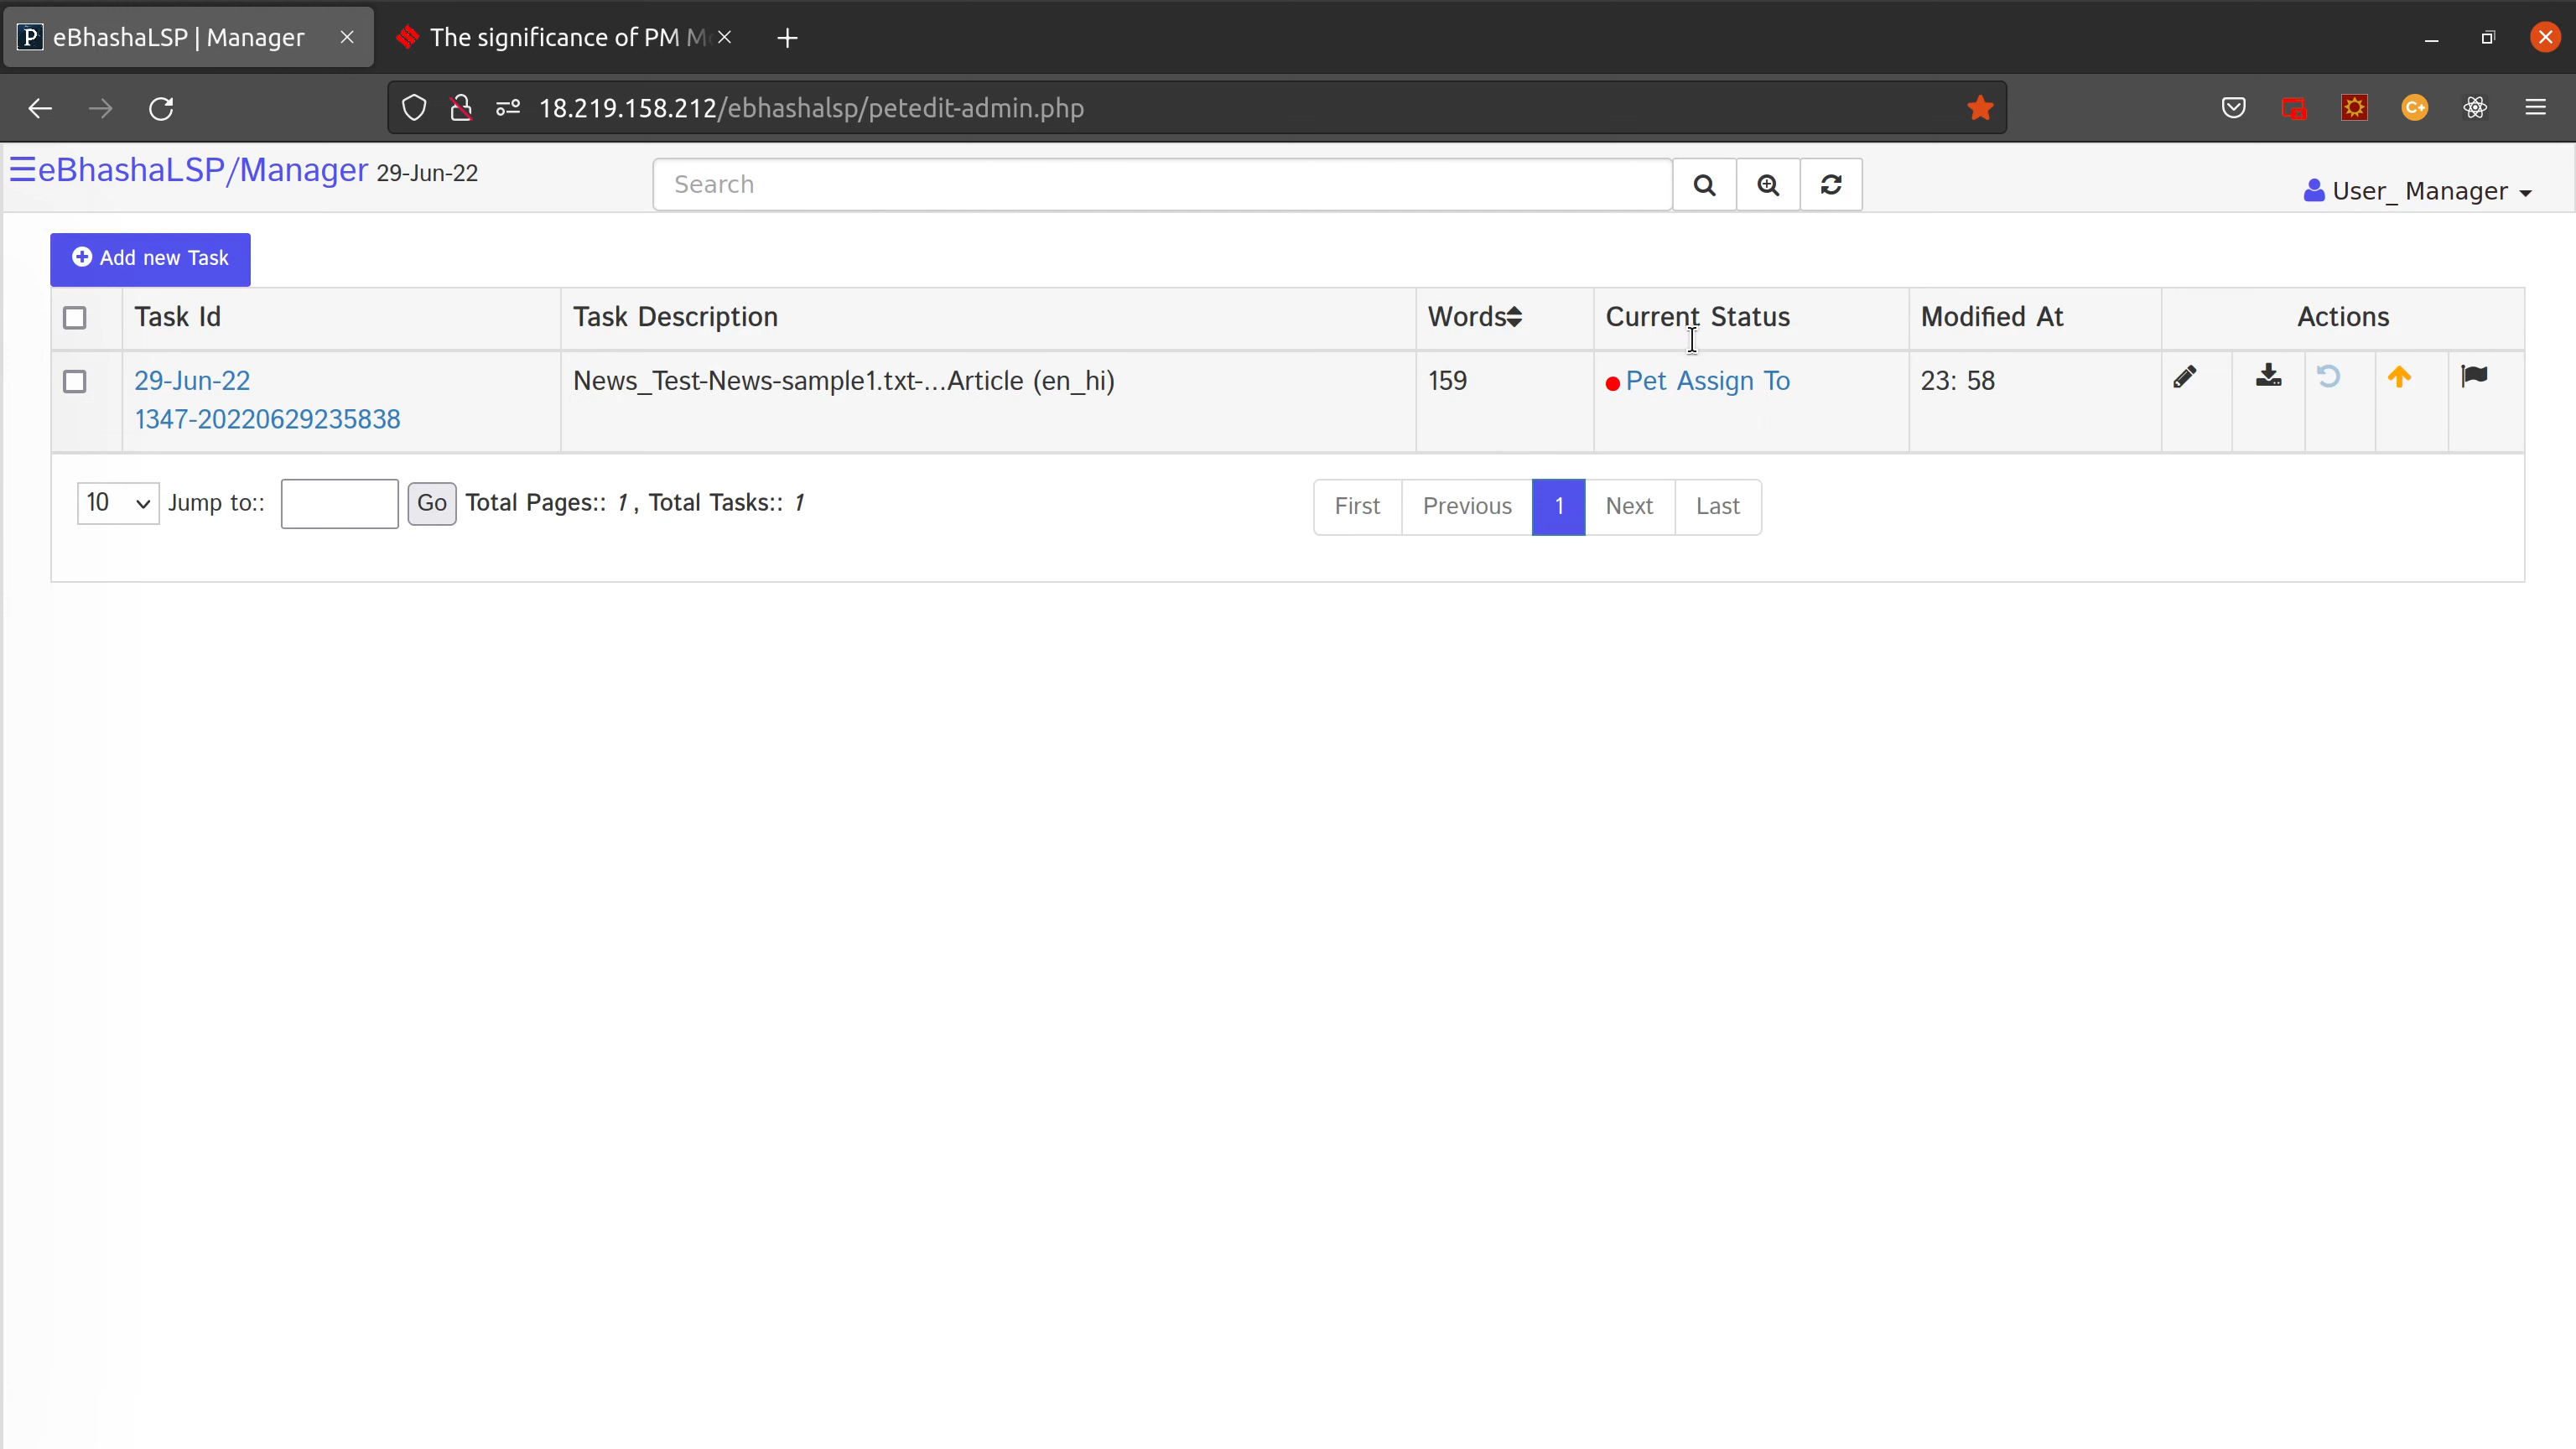 eBhashaLSP | Manager
The significance of PM M
18.219.158.212/ebhashalsp/petedit-admin.php
eBhashaLSP/Manager 29-Jun-22
Search
User_ Manager
Add new Task
Task Id Task Description Words Current Status Modified At Actions
29-Jun-22 News_Test-News-sample1.txt-...Article (en_hi) 159 Pet Assign To 23: 58
1347-20220629235838
10 Jump to:: Go Total Pages:: 1 , Total Tasks:: 1 First Previous 1 Next Last